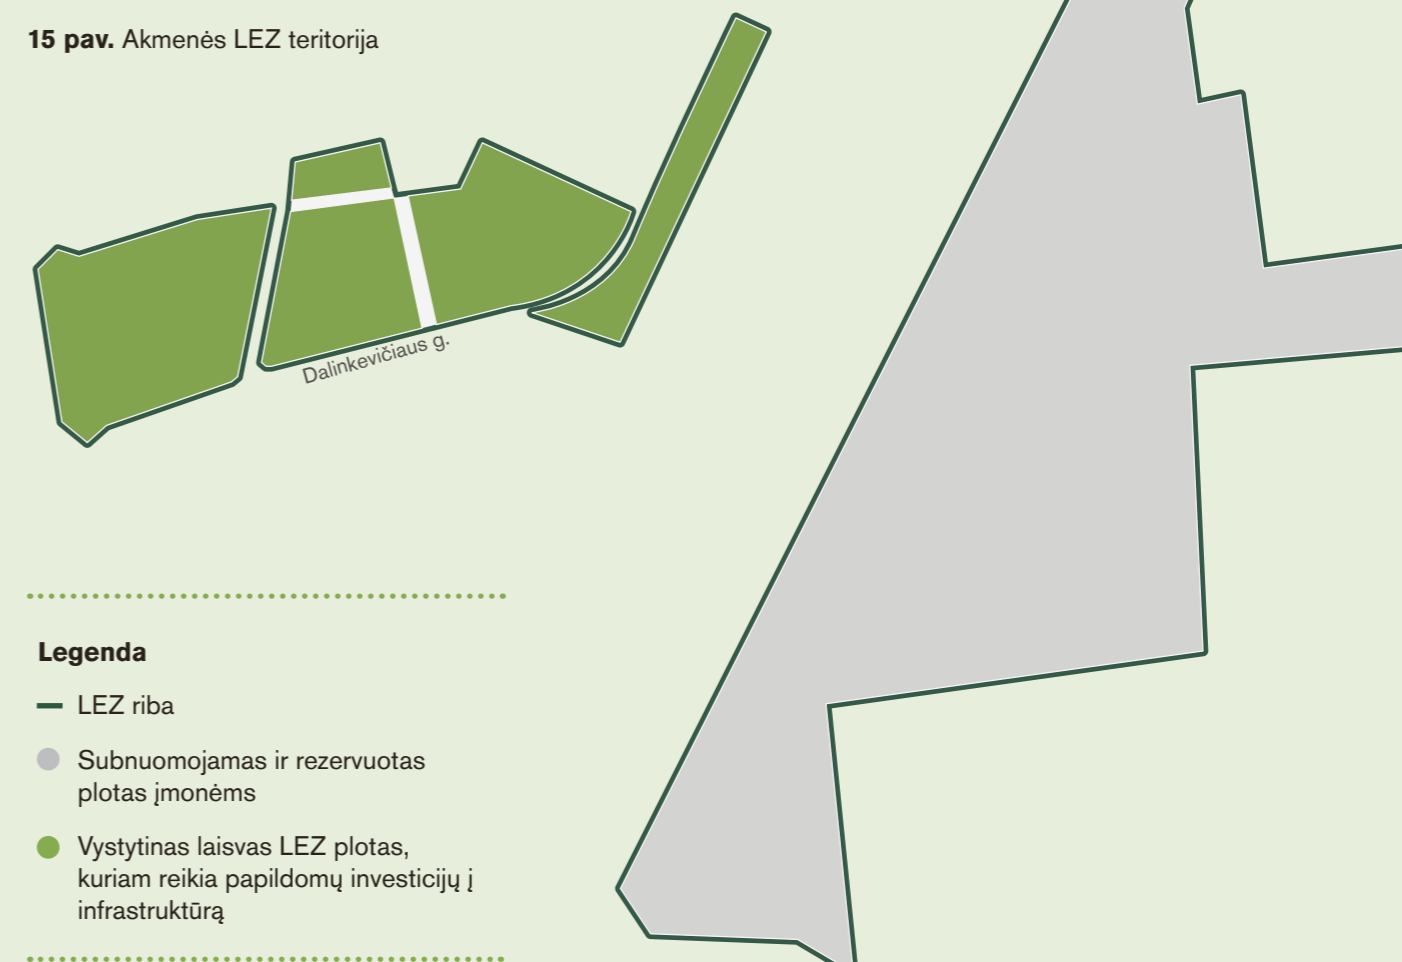 15 pav. Akmenės LEZ teritorija
Dalinkevičiaus g.
Legenda
LEZ riba
Subnuomojamas ir rezervuotas
plotas įmonėms
Vystytinas laisvas LEZ plotas,
kuriam reikia papildomų investicijų į
infrastruktūrą